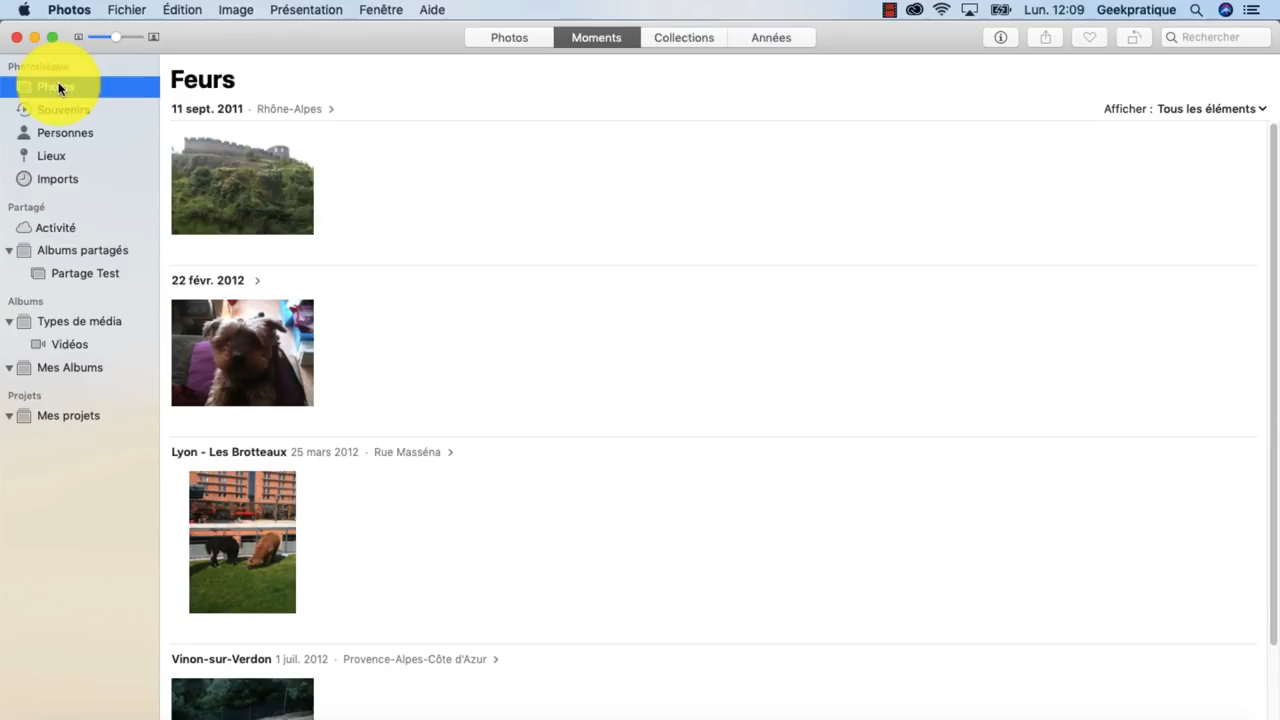 Photos Fichier Édition Image Présentation Fenêtre Aide Lun. 12:09 Geekpratique
Photos Moments Collections Années Rechercher
Photothèque
Photos
Souvenirs
Personnes
Lieux
Imports
Partagé
Activité
Albums partagés
Partage Test
Albums
Types de média
Vidéos
Mes Albums
Projets
Mes projets
Feurs
11 sept. 2011 · Rhône-Alpes > Afficher : Tous les éléments
22 févr. 2012 >
Lyon - Les Brotteaux 25 mars 2012 · Rue Masséna >
Vinon-sur-Verdon 1 juil. 2012 · Provence-Alpes-Côte d'Azur >